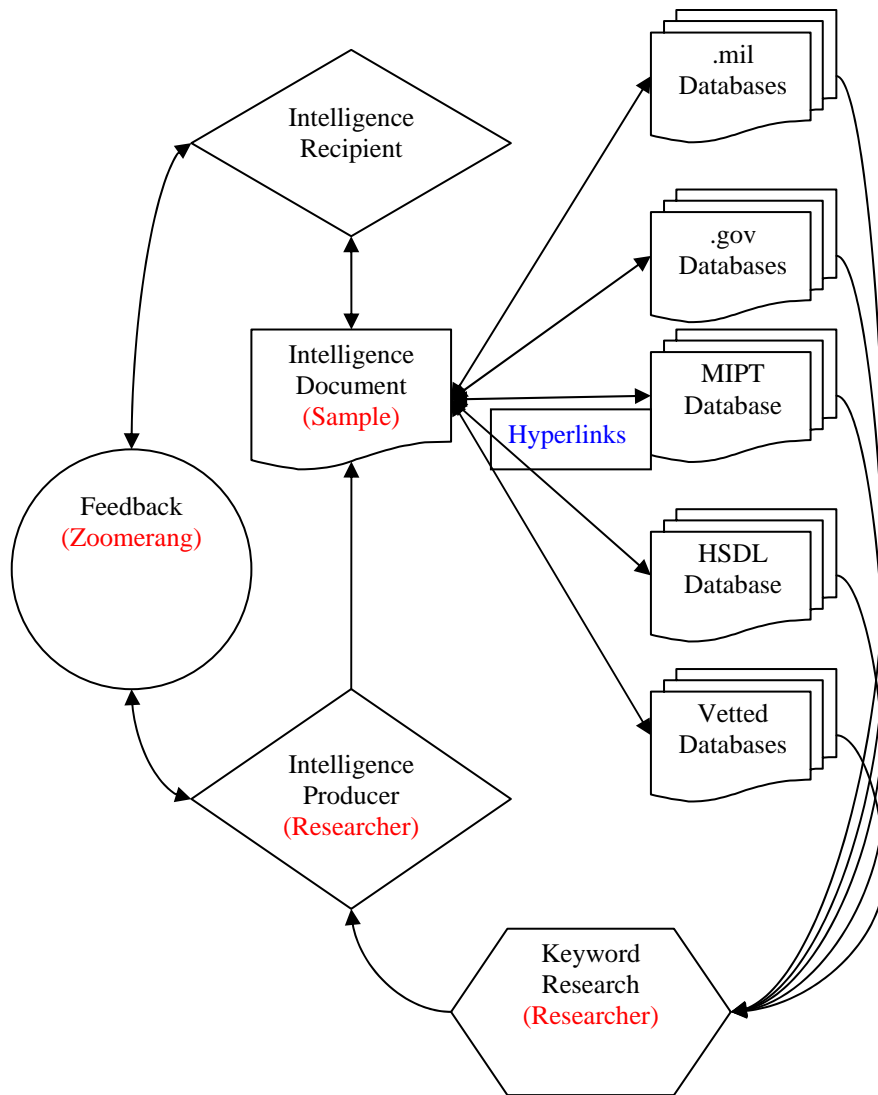 .mil
Databases
Intelligence
Recipient
.gov
Databases
Intelligence
Document
(Sample)
MIPT
Database
Hyperlinks
Feedback
(Zoomerang)
HSDL
Database
Vetted
Databases
Intelligence
Producer
(Researcher)
Keyword
Research
(Researcher)